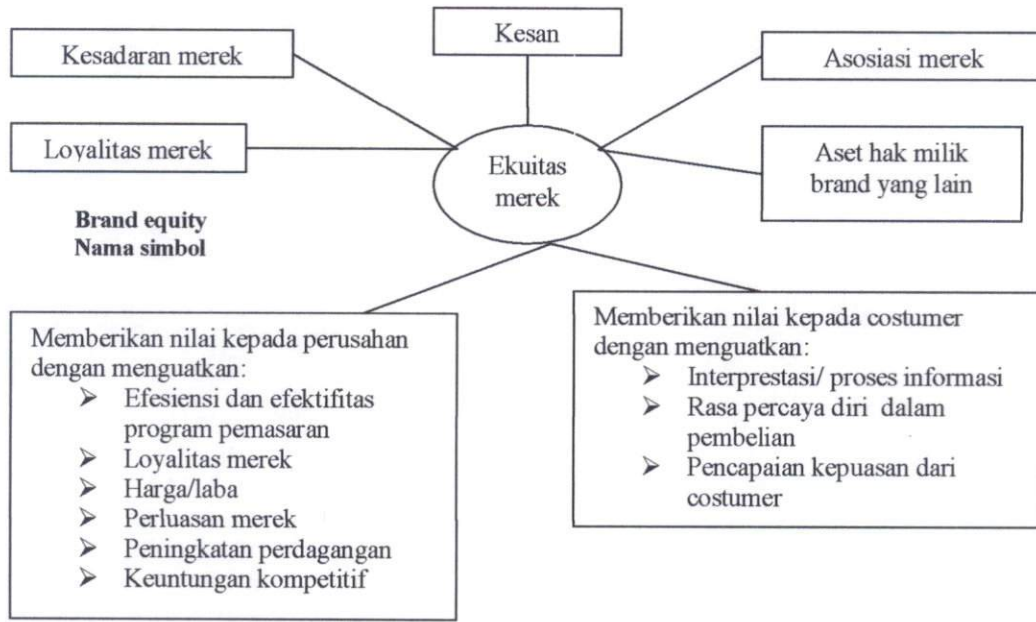 Kesan
Kesadaran merek
Asosiasi merek
Loyalitas merek
Ekuitas
merek
Aset hak milik
brand yang lain
Brand equity
Nama simbol
Memberikan nilai kepada perusahan
dengan menguatkan:
➢ Efesiensi dan efektifitas
program pemasaran
➢ Loyalitas merek
➢ Harga/laba
➢ Perluasan merek
➢ Peningkatan perdagangan
➢ Keuntungan kompetitif
Memberikan nilai kepada costumer
dengan menguatkan:
➢ Interprestasi/ proses informasi
➢ Rasa percaya diri dalam
pembelian
➢ Pencapaian kepuasan dari
costumer